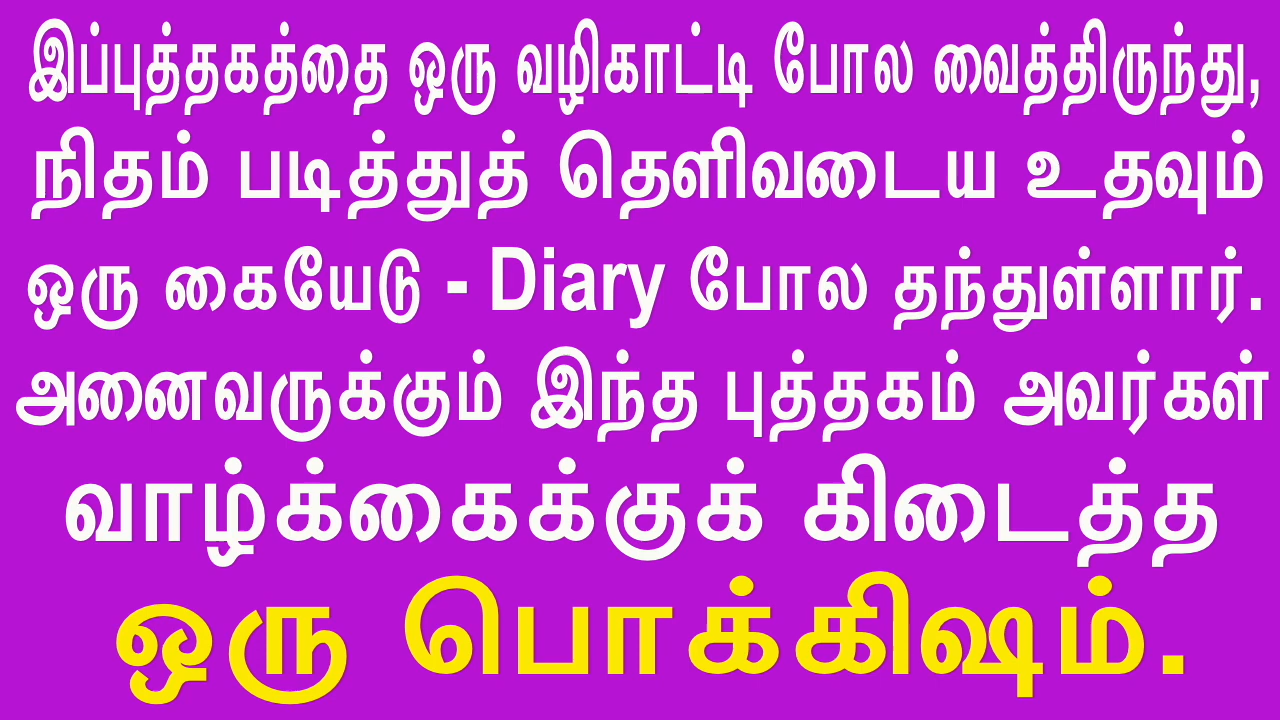 இப்புத்தகத்தை ஒரு வழிகாட்டி போல வைத்திருந்து,
நிதம் படித்துத் தெளிவடைய உதவும்
ஒரு கையேடு - Diary போல தந்துள்ளார்.
அனைவருக்கும் இந்த புத்தகம் அவர்கள்
வாழ்க்கைக்குக் கிடைத்த
ஒரு பொக்கிஷம்.